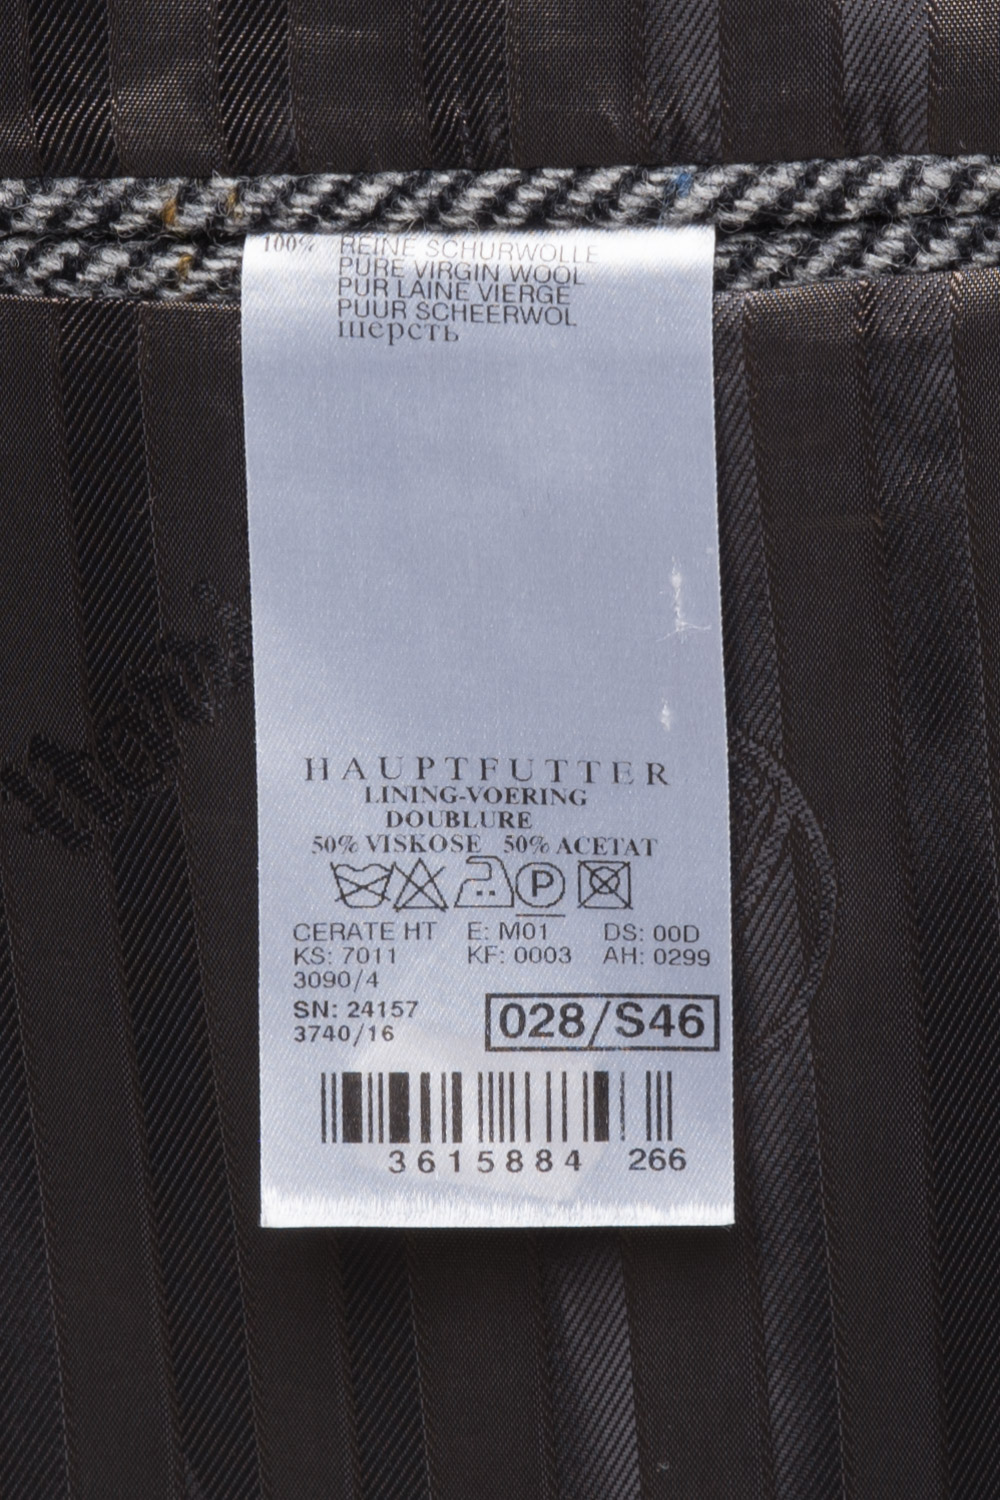 100% REINE SCHURWOLLE
PURE VIRGIN WOOL
PUR LAINE VIERGE
PUUR SCHEERWOL
шерсть
HAUPTFUTTER
LINING-VOERING
DOUBLURE
50% VISKOSE 50% ACETAT
P
CERATE HT E: M01 DS: 00D
KS: 7011 KF: 0003 AH: 0299
3090/4
SN: 24157
3740/16
028/S46
3615884 266